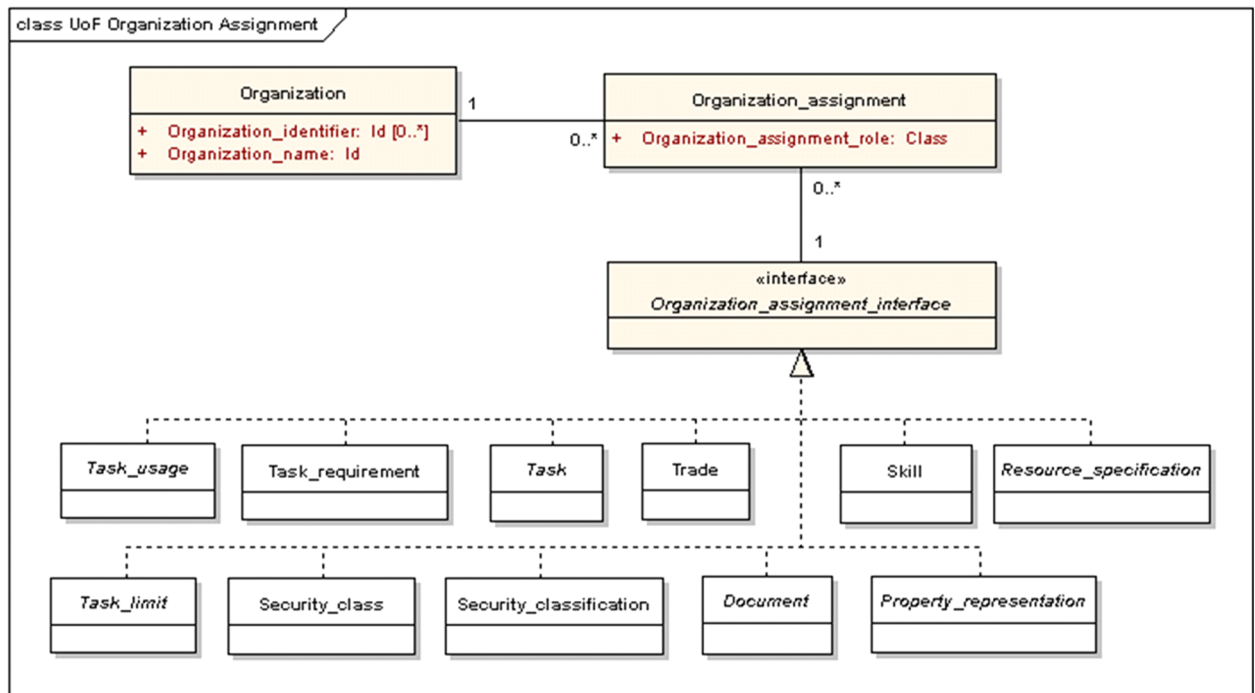 class UoF Organization Assignment
Organization
+ Organization_identifier: Id [0..*]
+ Organization_name: Id
1
0..*
Organization_assignment
+ Organization_assignment_role: Class
0..*
1
«interface»
Organization_assignment_interface
Task_usage
Task_requirement
Task
Trade
Skill
Resource_specification
Task_limit
Security_class
Security_classification
Document
Property_representation